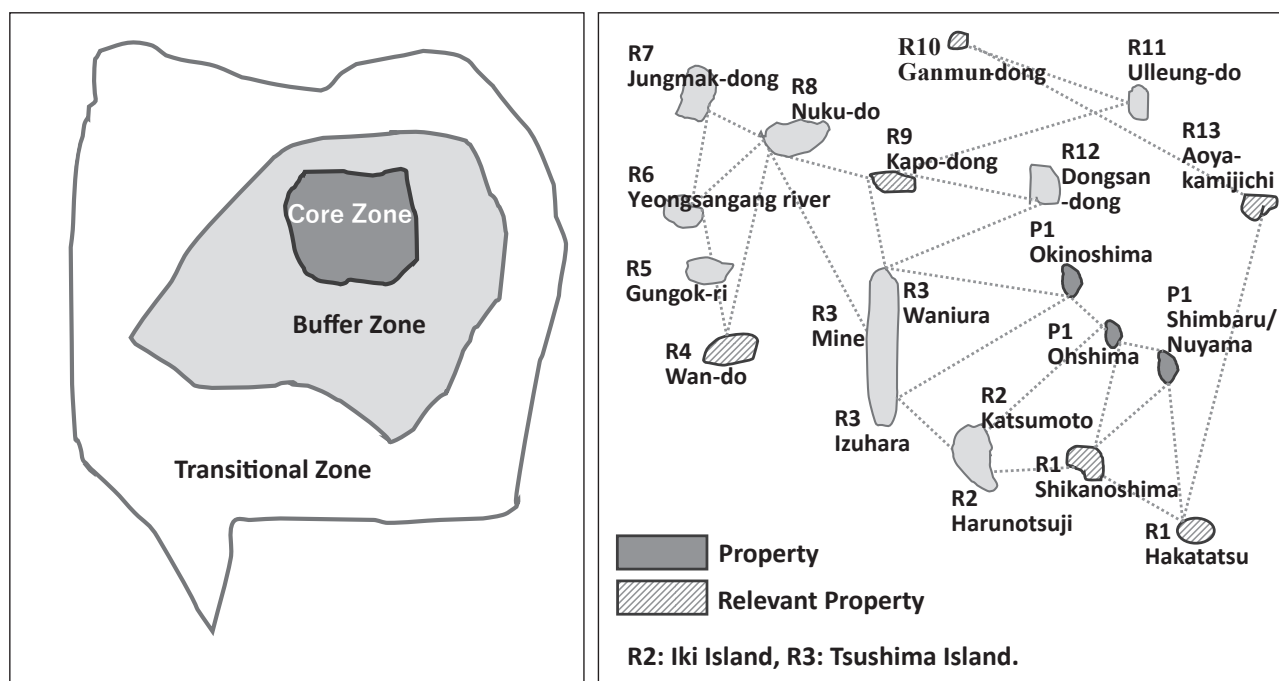 Core Zone
Buffer Zone
Transitional Zone
R7
Jungmak-dong
R8
Nuku-do
R10
Ganmun-dong
R11
Ulleung-do
R9
Kapo-dong
R12
Dongsan
-dong
R13
Aoya-
kamijichi
R6
Yeongsangang river
R5
Gungok-ri
R4
Wan-do
P1
Okinoshima
R3
Waniura
R3
Mine
P1
Ohshima
P1
Shimbaru/
Nuyama
R3
Izuhara
R2
Katsumoto
R2
Harunotsuji
R1
Shikanoshima
R1
Hakatatsu
Property
Relevant Property
R2: Iki Island, R3: Tsushima Island.